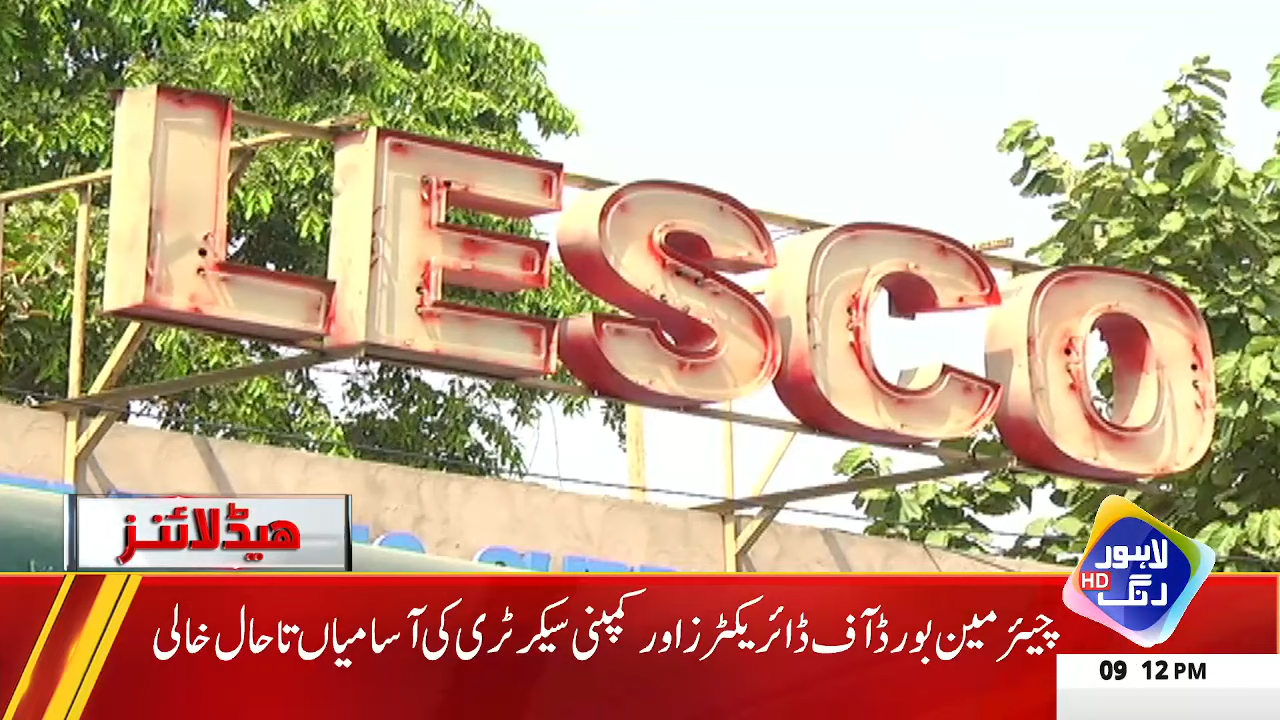 LESCO
ہیڈلائنز
لاہور
رنگ
HD
چیئرمین بورڈ آف ڈائریکٹرز اور کمپنی سیکرٹری کی آسامیاں تاحال خالی
09 12 PM